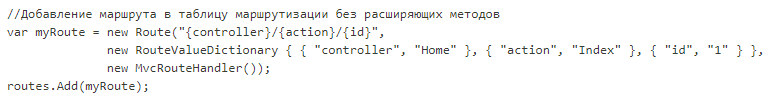 //Добавление маршрута в таблицу маршрутизации без расширяющих методов
var myRoute = new Route("{controller}/{action}/{id}",
new RouteValueDictionary { { "controller", "Home" }, { "action", "Index" }, { "id", "1" } },
new MvcRouteHandler());
routes.Add(myRoute);